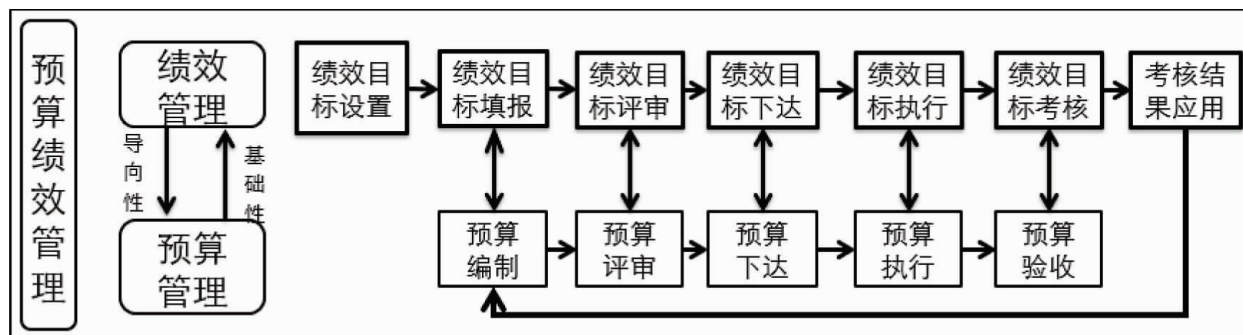 预算绩效管理
绩效
管理
导向性
基础性
预算
管理
绩效目
标设置
绩效目
标填报
绩效目
标评审
绩效目
标下达
绩效目
标执行
绩效目
标考核
考核结
果应用
预算
编制
预算
评审
预算
下达
预算
执行
预算
验收